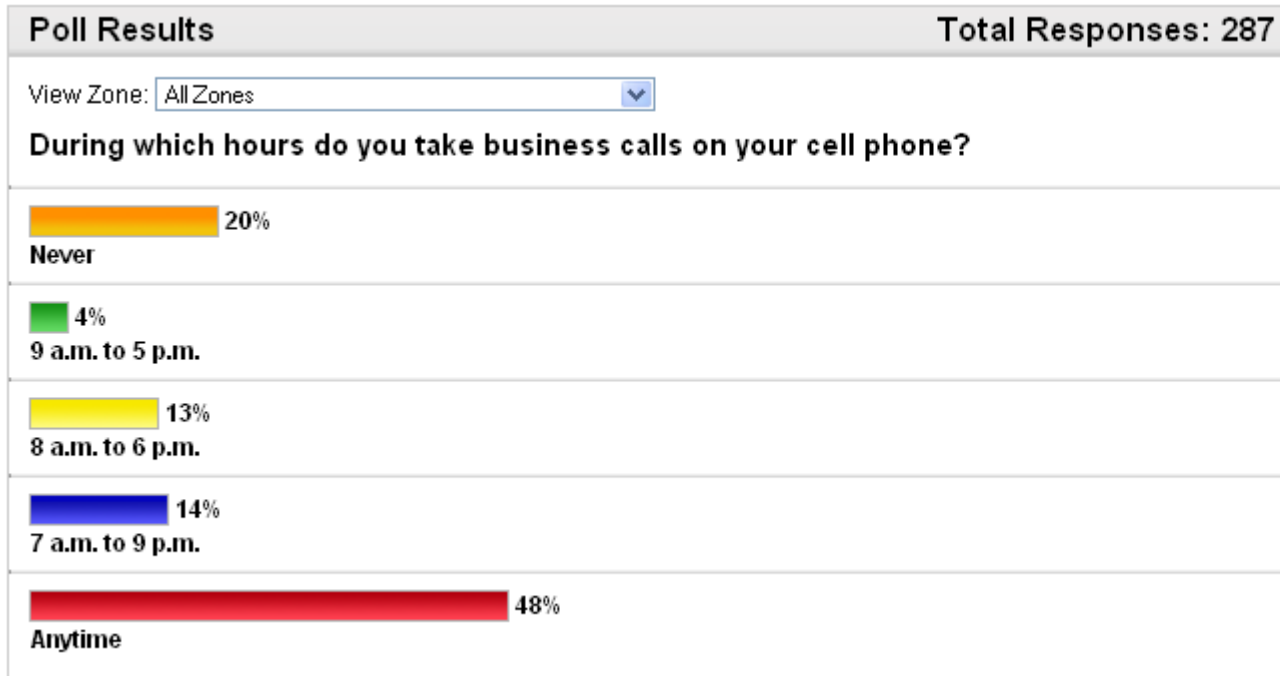 Poll Results Total Responses: 287
View Zone: All Zones
During which hours do you take business calls on your cell phone?
20%
Never
4%
9 a.m. to 5 p.m.
13%
8 a.m. to 6 p.m.
14%
7 a.m. to 9 p.m.
48%
Anytime